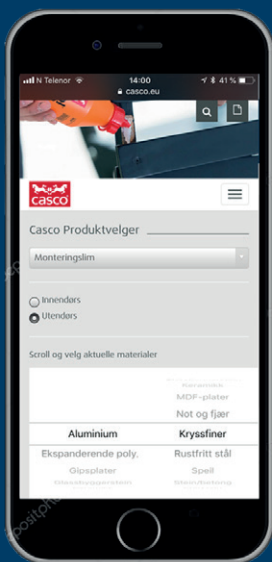 N Telenor 14:00 41 %
casco.eu
casco
Casco Produktvelger
Monteringslim
Innendørs
Utendørs
Scroll og velg aktuelle materialer
MDF-plater
Not og fjær
Aluminium Kryssfiner
Ekspanderende poly. Rustfritt stål
Gipsplater Speil